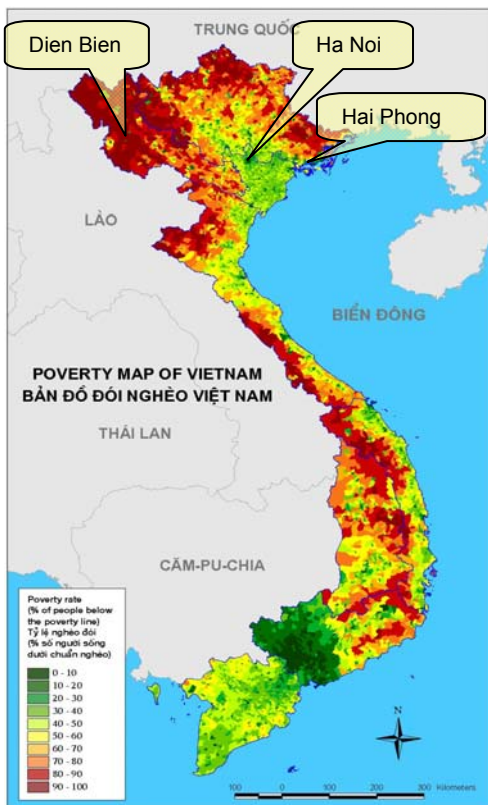 TRUNG QUỐC
Dien Bien
Ha Noi
Hai Phong
LÀO
BIỂN ĐÔNG
POVERTY MAP OF VIETNAM
BẢN ĐỒ ĐÓI NGHÈO VIỆT NAM
THÁI LAN
CĂM-PU-CHIA
Poverty rate
(% of people below
the poverty line)
Tỷ lệ nghèo đói
(% số người sống
dưới chuẩn nghèo)
0 - 10
10 - 20
20 - 30
30 - 40
40 - 50
50 - 60
60 - 70
70 - 80
80 - 90
90 - 100
N
100 0 100 200 300 Kilometers